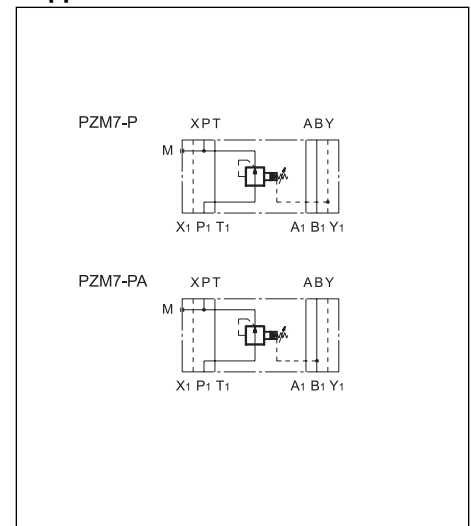 PZM7-P XPT ABY
M
X1 P1 T1 A1 B1 Y1
PZM7-PA XPT ABY
M
X1 P1 T1 A1 B1 Y1